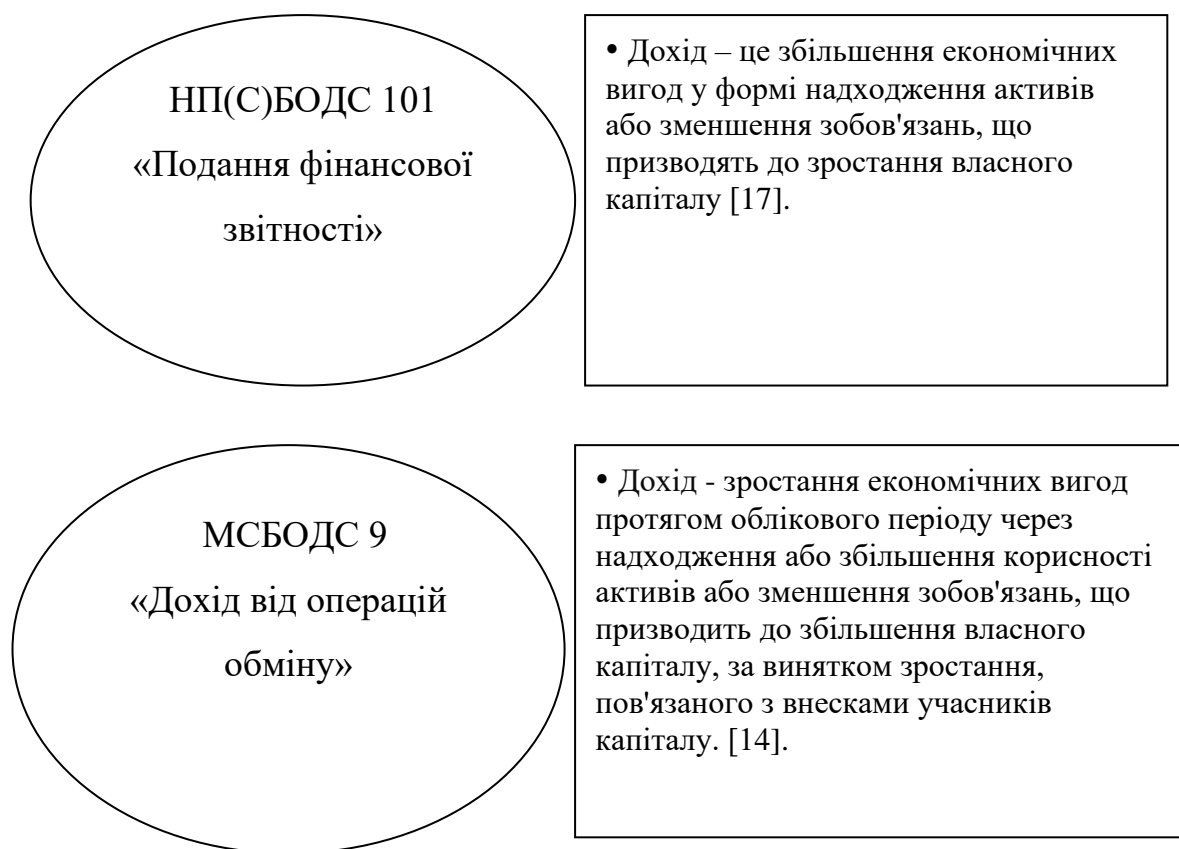 НП(С)БОДС 101
«Подання фінансової
звітності»
• Дохід – це збільшення економічних
вигод у формі надходження активів
або зменшення зобов'язань, що
призводять до зростання власного
капіталу [17].
МСБОДС 9
«Дохід від операцій
обміну»
• Дохід - зростання економічних вигод
протягом облікового періоду через
надходження або збільшення корисності
активів або зменшення зобов'язань, що
призводить до збільшення власного
капіталу, за винятком зростання,
пов'язаного з внесками учасників
капіталу. [14].